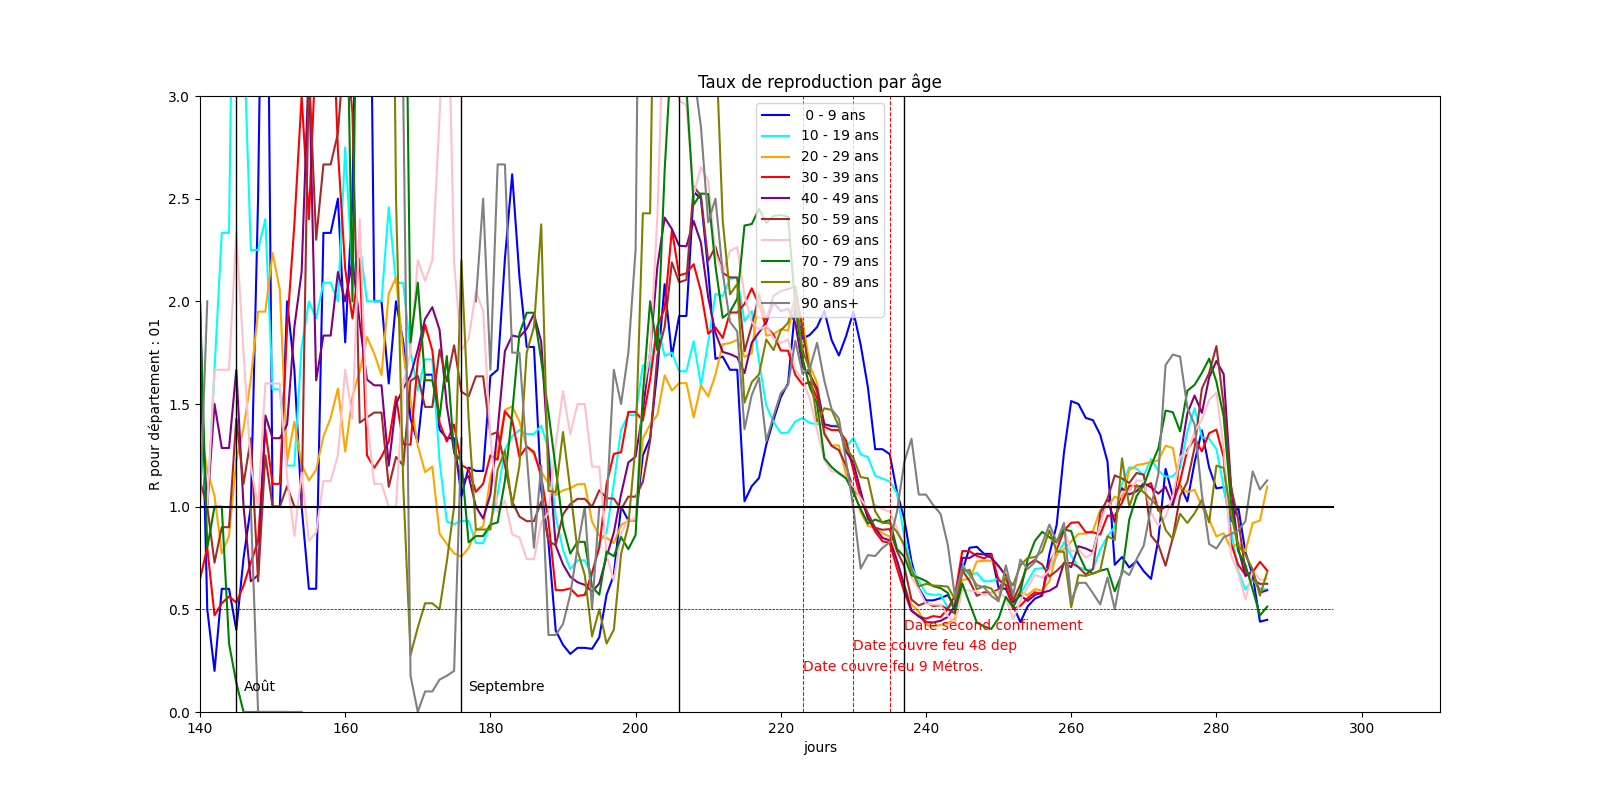 Taux de reproduction par âge
R pour département : 01
3.0
2.5
2.0
1.5
1.0
0.5
0.0
0 - 9 ans
10 - 19 ans
20 - 29 ans
30 - 39 ans
40 - 49 ans
50 - 59 ans
60 - 69 ans
70 - 79 ans
80 - 89 ans
90 ans+
Date second confinement
Date couvre feu 48 dep
Date couvre feu 9 Métros.
Août
Septembre
140 160 180 200 220 240 260 280 300
jours